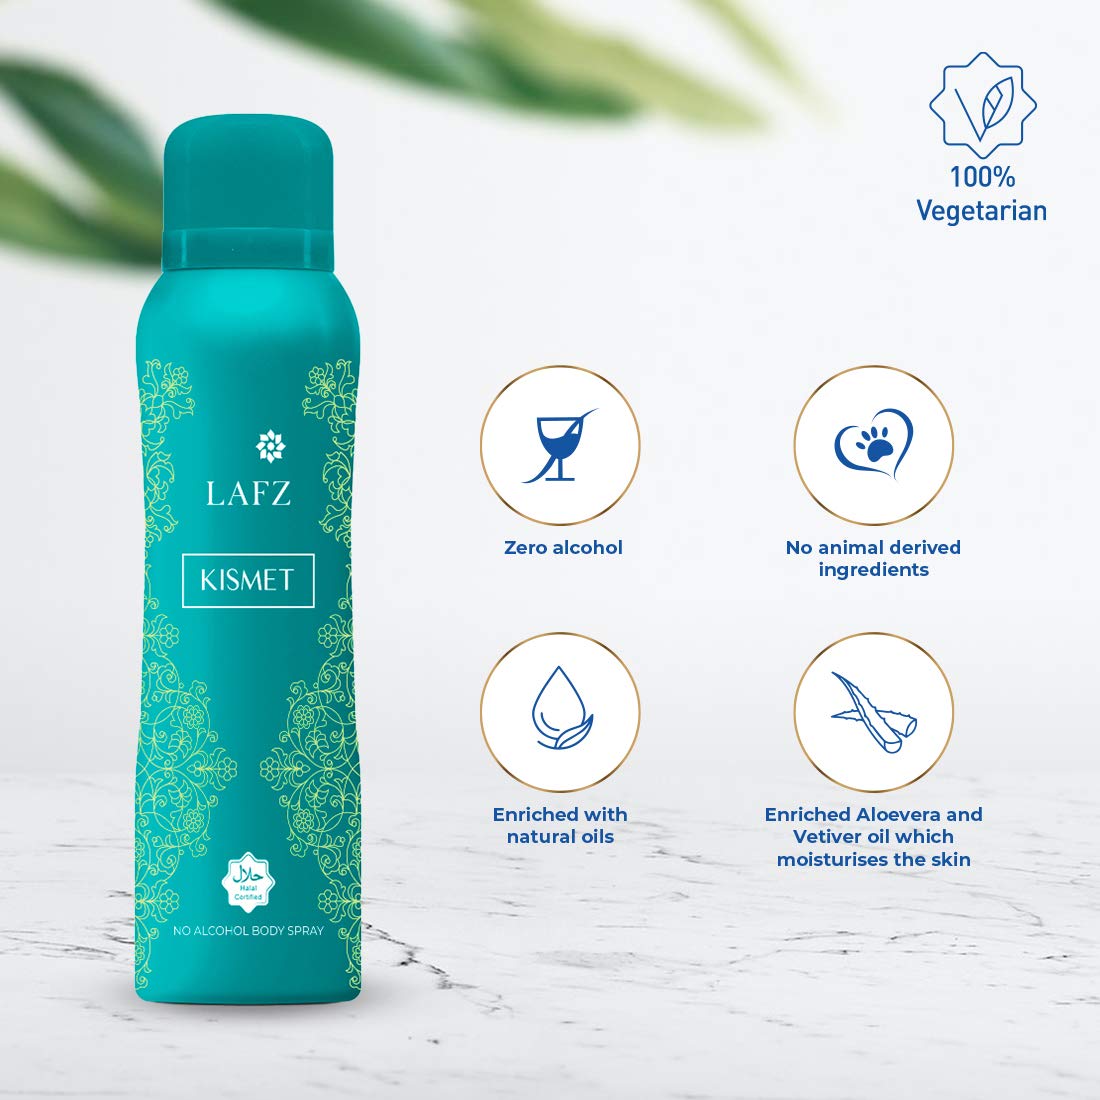 100%
Vegetarian
LAFZ
KISMET
حلال
Halal
Certified
NO ALCOHOL BODY SPRAY
Zero alcohol
No animal derived
ingredients
Enriched with
natural oils
Enriched Aloevera and
Vetiver oil which
moisturises the skin